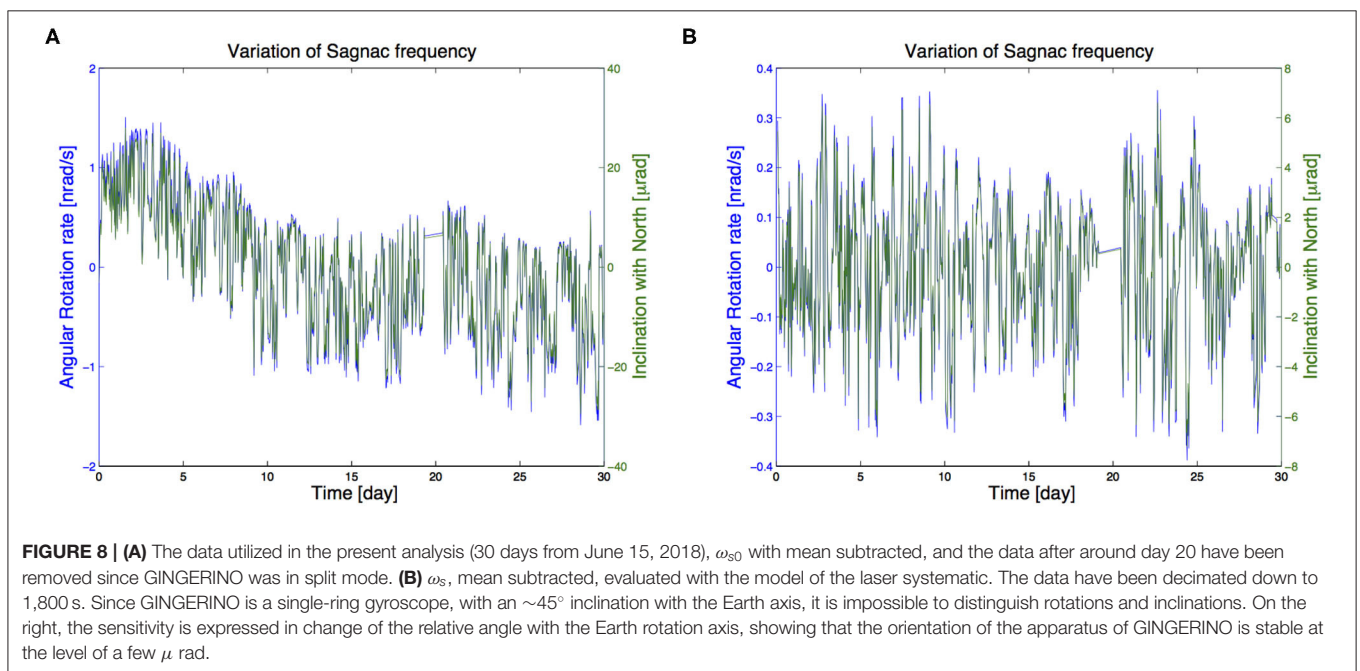 A
Variation of Sagnac frequency
2
1
0
-1
-2
Angular Rotation rate [nrad/s]
40
20
0
-20
-40
Inclination with North [μrad]
0 5 10 15 20 25 30
Time [day]
B
Variation of Sagnac frequency
0.4
0.3
0.2
0.1
0
-0.1
-0.2
-0.3
-0.4
Angular Rotation rate [nrad/s]
8
6
4
2
0
-2
-4
-6
-8
Inclination with North [μrad]
0 5 10 15 20 25 30
Time [day]
FIGURE 8 | (A) The data utilized in the present analysis (30 days from June 15, 2018), ωs0 with mean subtracted, and the data after around day 20 have been
removed since GINGERINO was in split mode. (B) ωs, mean subtracted, evaluated with the model of the laser systematic. The data have been decimated down to
1,800 s. Since GINGERINO is a single-ring gyroscope, with an ∼45° inclination with the Earth axis, it is impossible to distinguish rotations and inclinations. On the
right, the sensitivity is expressed in change of the relative angle with the Earth rotation axis, showing that the orientation of the apparatus of GINGERINO is stable at
the level of a few μ rad.